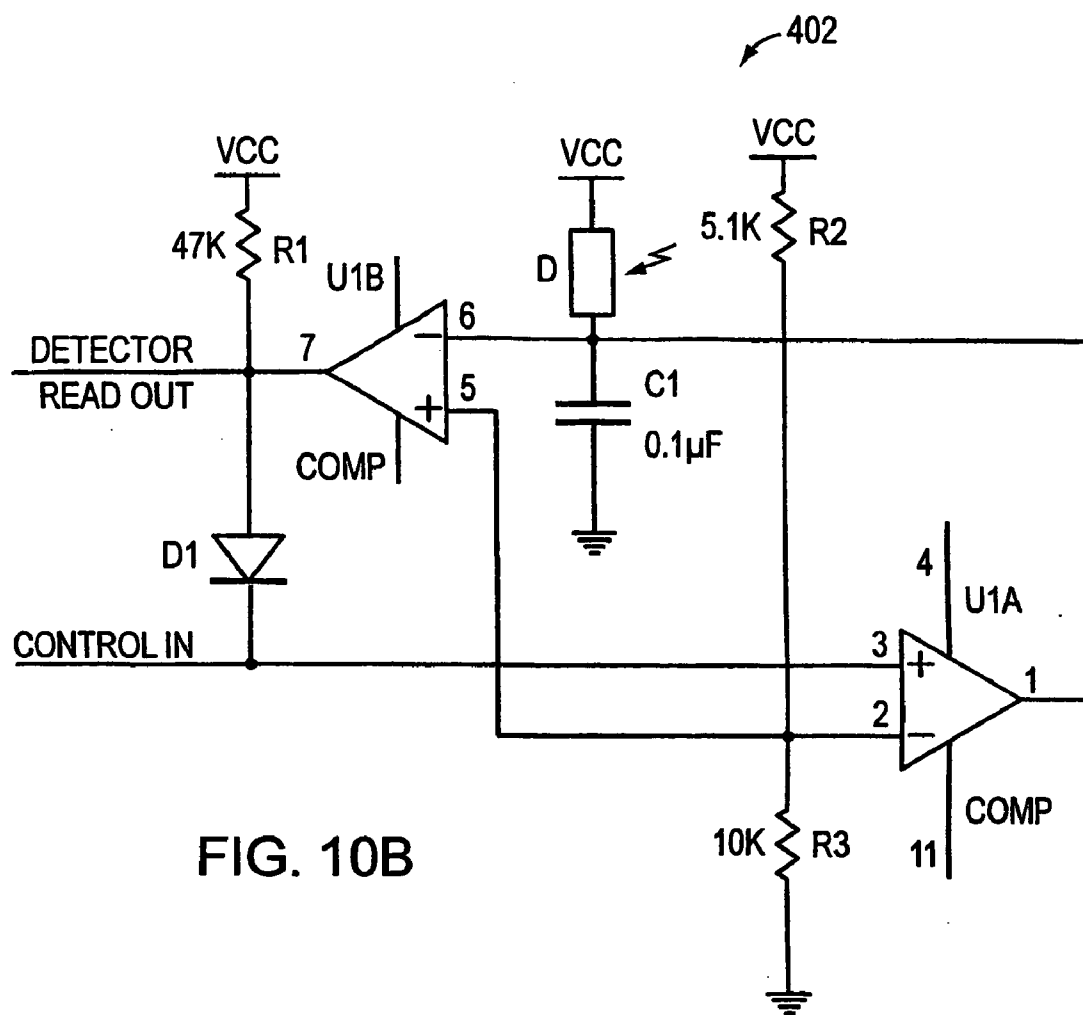 402
VCC
VCC
VCC
47K
R1
D
5.1K
R2
U1B
6
7
5
DETECTOR
READ OUT
C1
0.1µF
COMP
D1
4
U1A
CONTROL IN
3
1
2
COMP
10K
R3
11
FIG. 10B